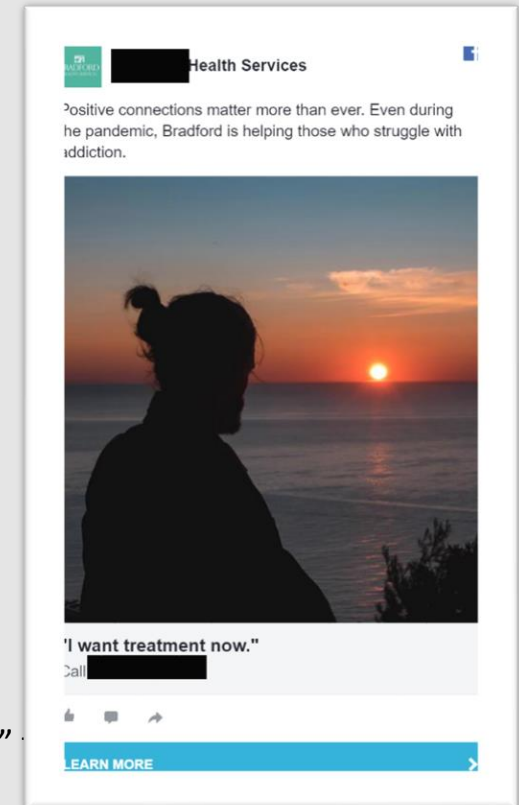 BRADFORD
Health Services
Positive connections matter more than ever. Even during
he pandemic, Bradford is helping those who struggle with
addiction.
"I want treatment now."
Call
” .
LEARN MORE